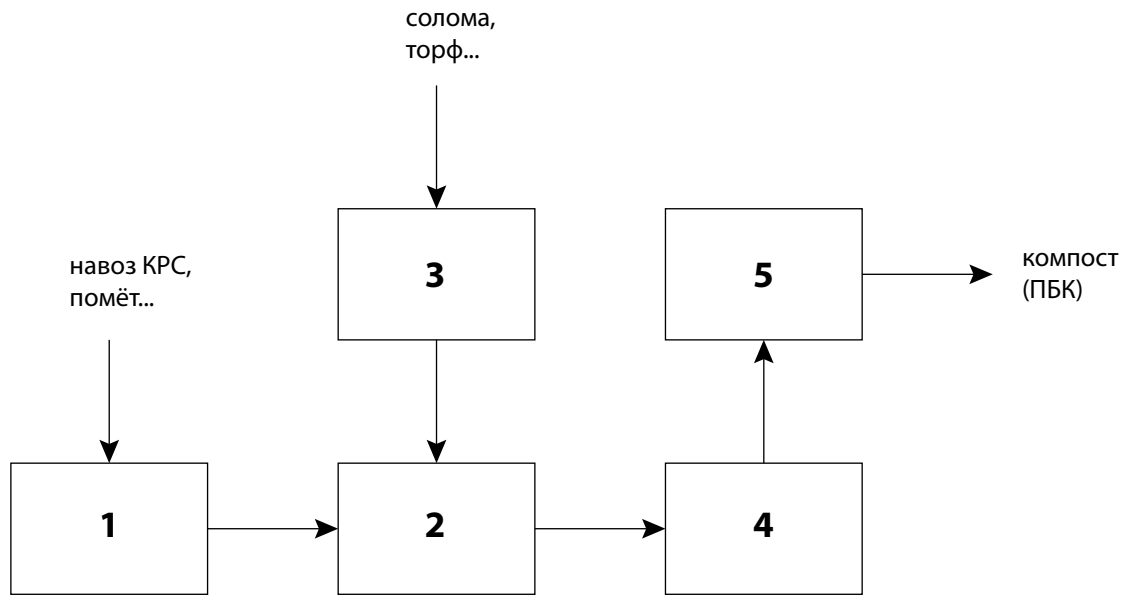 солома,
торф...
навоз КРС,
помёт...
3
5
компост
(ПБК)
1
2
4